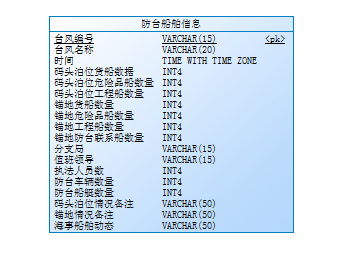 防台船舶信息
台风编号 VARCHAR(15) <pk>
台风名称 VARCHAR(20)
时间 TIME WITH TIME ZONE
码头泊位货船数据 INT4
码头泊位危险品船数量 INT4
码头泊位工程船数量 INT4
锚地货船数量 INT4
锚地危险品船数量 INT4
锚地工程船数量 INT4
锚地防台联系船数量 INT4
分支局 VARCHAR(15)
值班领导 VARCHAR(15)
执法人员数 INT4
防台车辆数量 INT4
防台船艇数量 INT4
码头泊位情况备注 VARCHAR(50)
锚地情况备注 VARCHAR(50)
海事船舶动态 VARCHAR(50)